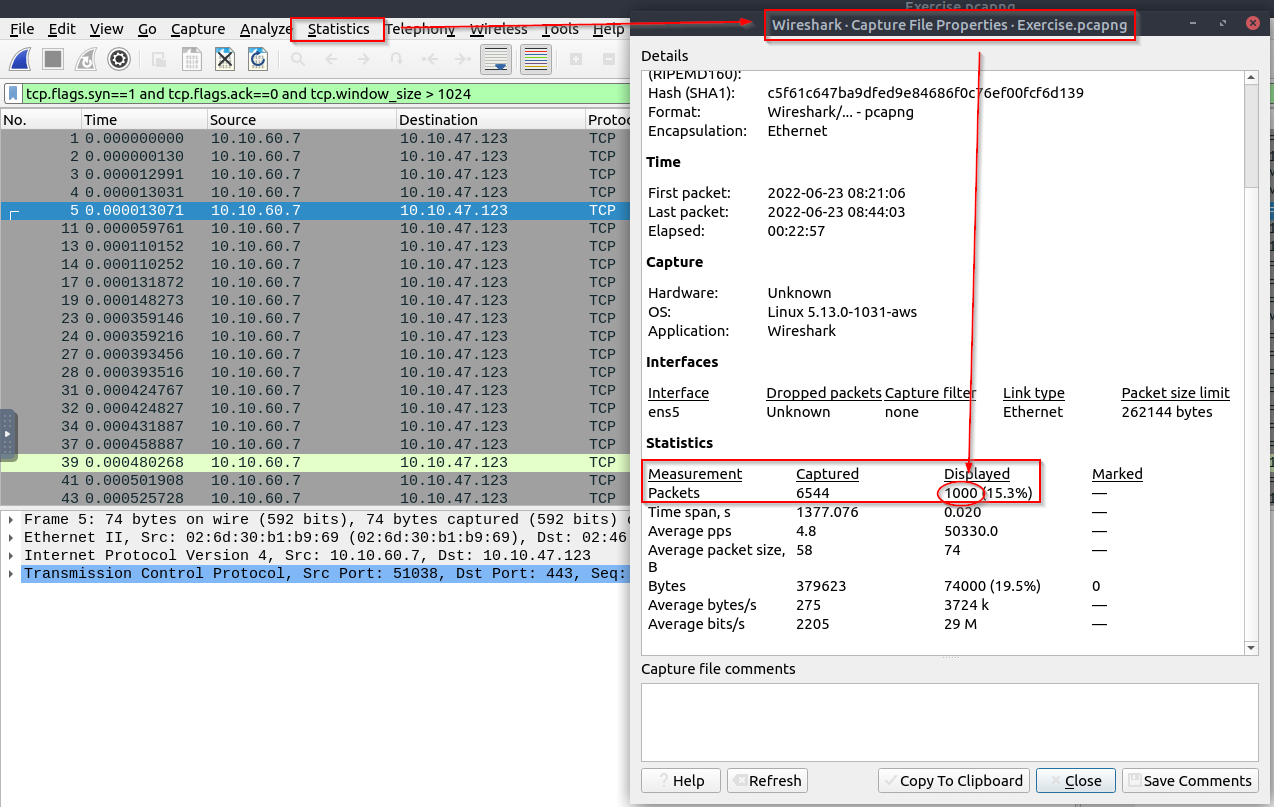 Exercise.pcapng
File Edit View Go Capture Analyze Statistics Telephony Wireless Tools Help
Wireshark · Capture File Properties · Exercise.pcapng
tcp.flags.syn==1 and tcp.flags.ack==0 and tcp.window_size > 1024
No. Time Source Destination Protoc
1 0.000000000 10.10.60.7 10.10.47.123 TCP
2 0.000000130 10.10.60.7 10.10.47.123 TCP
3 0.000012991 10.10.60.7 10.10.47.123 TCP
4 0.000013031 10.10.60.7 10.10.47.123 TCP
5 0.000013071 10.10.60.7 10.10.47.123 TCP
11 0.000059761 10.10.60.7 10.10.47.123 TCP
13 0.000110152 10.10.60.7 10.10.47.123 TCP
14 0.000110252 10.10.60.7 10.10.47.123 TCP
17 0.000131872 10.10.60.7 10.10.47.123 TCP
19 0.000148273 10.10.60.7 10.10.47.123 TCP
23 0.000359146 10.10.60.7 10.10.47.123 TCP
24 0.000359216 10.10.60.7 10.10.47.123 TCP
27 0.000393456 10.10.60.7 10.10.47.123 TCP
28 0.000393516 10.10.60.7 10.10.47.123 TCP
31 0.000424767 10.10.60.7 10.10.47.123 TCP
32 0.000424827 10.10.60.7 10.10.47.123 TCP
34 0.000431887 10.10.60.7 10.10.47.123 TCP
37 0.000458887 10.10.60.7 10.10.47.123 TCP
39 0.000480268 10.10.60.7 10.10.47.123 TCP
41 0.000501908 10.10.60.7 10.10.47.123 TCP
43 0.000525728 10.10.60.7 10.10.47.123 TCP
Frame 5: 74 bytes on wire (592 bits), 74 bytes captured (592 bits) o
Ethernet II, Src: 02:6d:30:b1:b9:69 (02:6d:30:b1:b9:69), Dst: 02:46
Internet Protocol Version 4, Src: 10.10.60.7, Dst: 10.10.47.123
Transmission Control Protocol, Src Port: 51038, Dst Port: 443, Seq:
Details
(RIPEMD160):
Hash (SHA1): c5f61c647ba9dfed9e84686f0c76ef00fcf6d139
Format: Wireshark/... - pcapng
Encapsulation: Ethernet
Time
First packet: 2022-06-23 08:21:06
Last packet: 2022-06-23 08:44:03
Elapsed: 00:22:57
Capture
Hardware: Unknown
OS: Linux 5.13.0-1031-aws
Application: Wireshark
Interfaces
Interface Dropped packets Capture filter Link type Packet size limit
ens5 Unknown none Ethernet 262144 bytes
Statistics
Measurement Captured Displayed Marked
Packets 6544 1000 (15.3%) —
Time span, s 1377.076 0.020 —
Average pps 4.8 50330.0 —
Average packet size, 58 74 —
B
Bytes 379623 74000 (19.5%) 0
Average bytes/s 275 3724 k —
Average bits/s 2205 29 M —
Capture file comments
Help Refresh Copy To Clipboard Close Save Comments